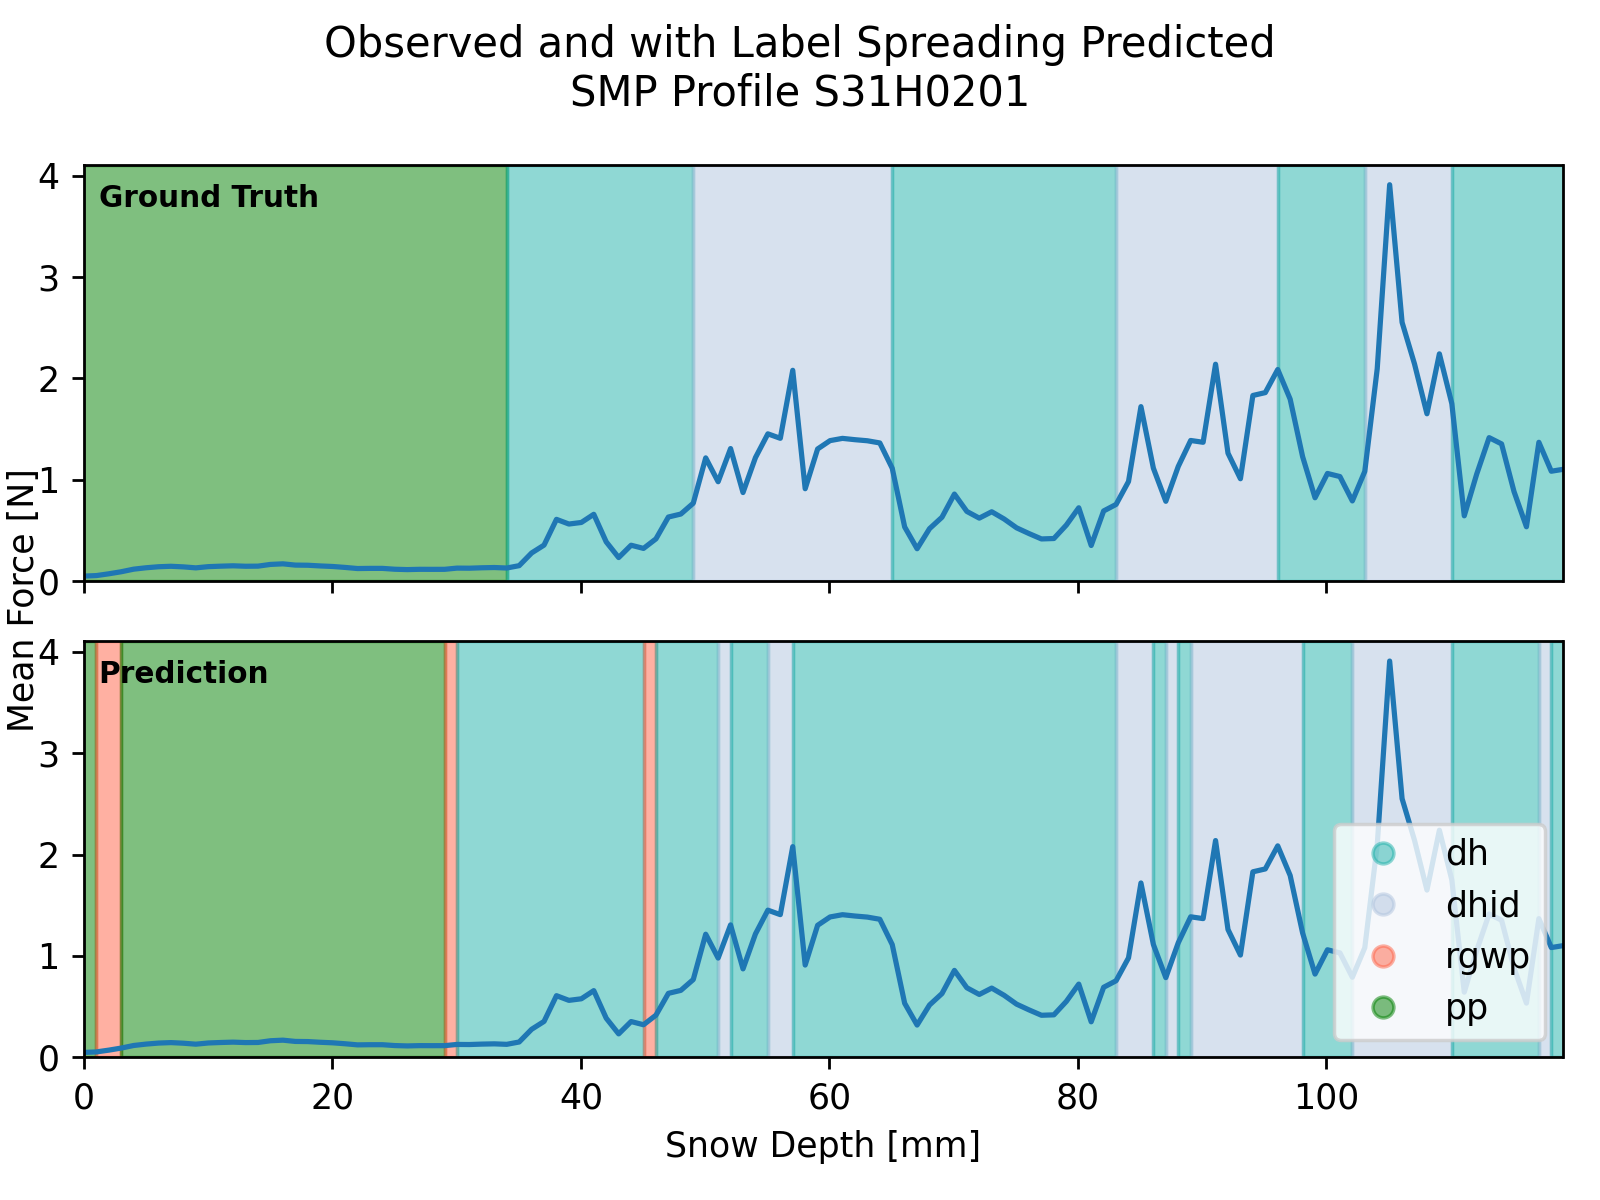 Observed and with Label Spreading Predicted
SMP Profile S31H0201
4
Ground Truth
3
2
1
0
Mean Force [N]
4
Prediction
3
2
1
0
dh
dhid
rgwp
pp
0 20 40 60 80 100
Snow Depth [mm]